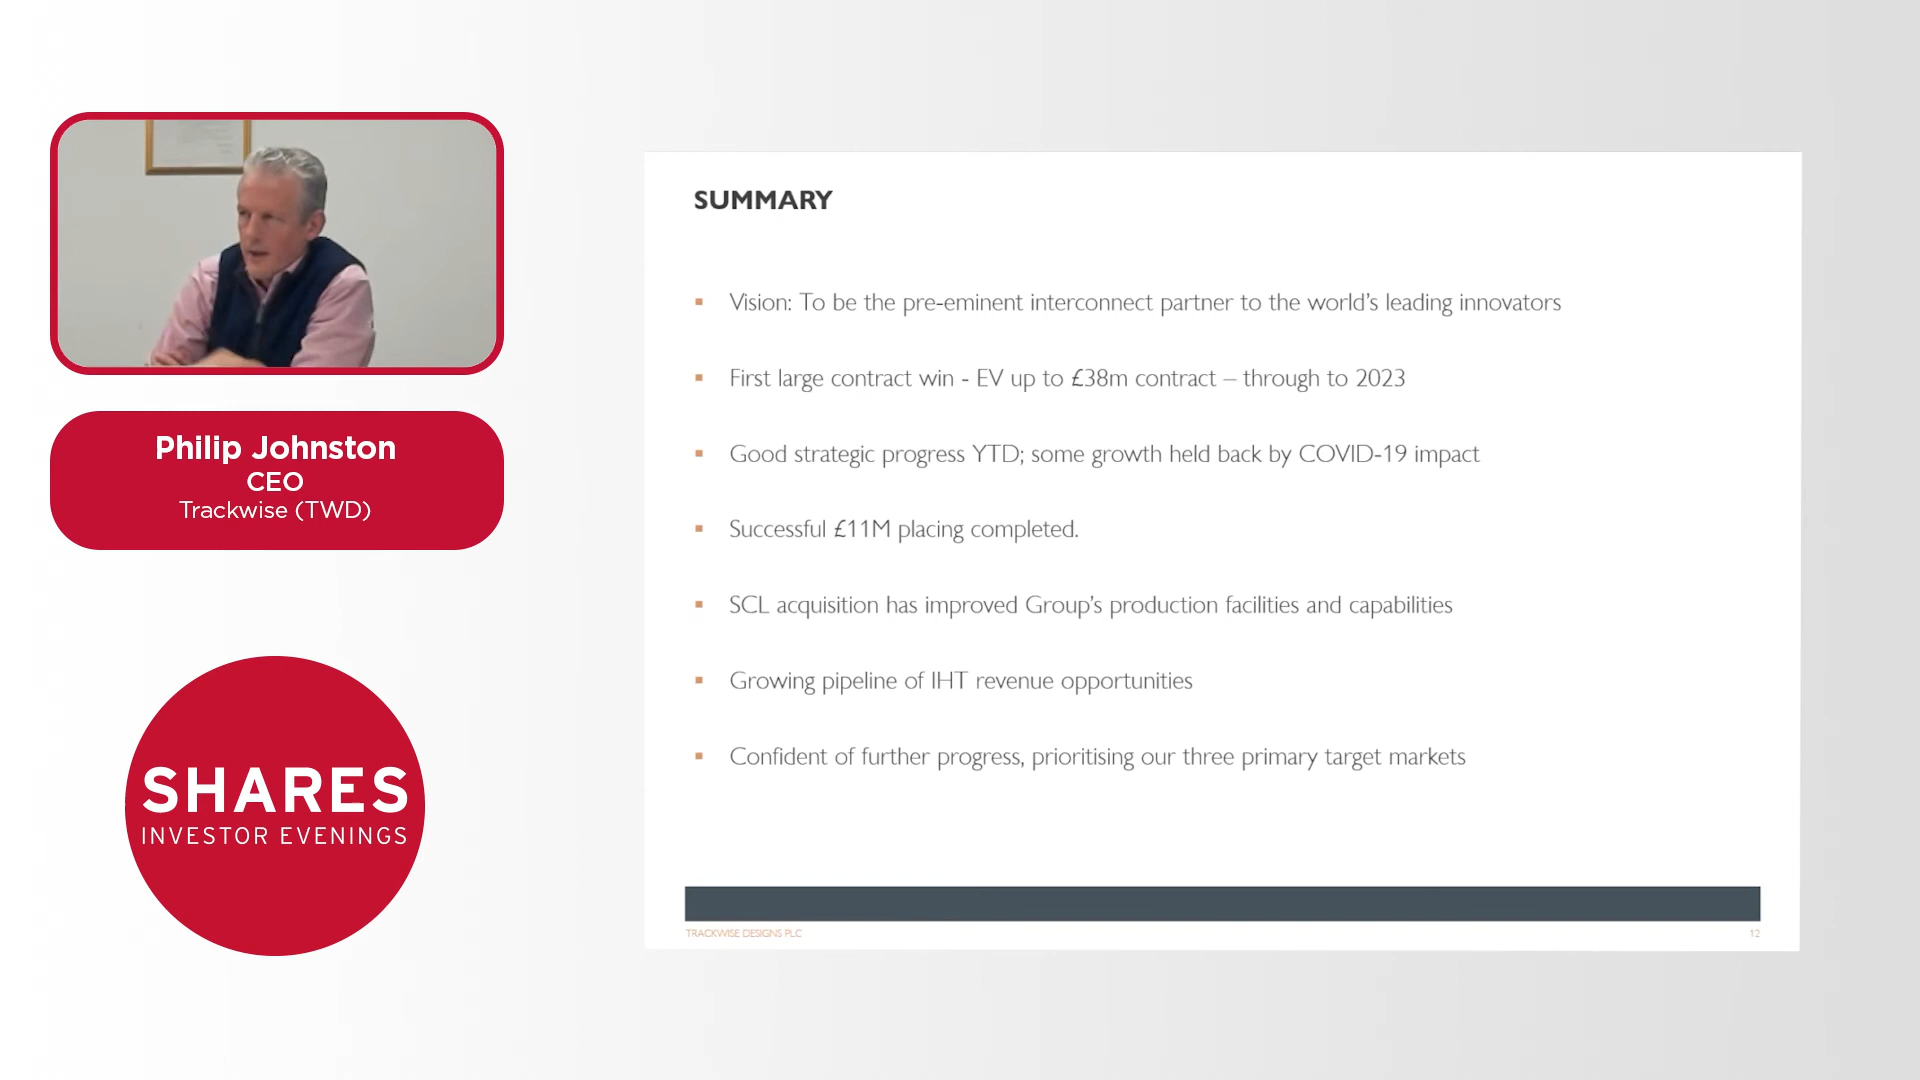 Philip Johnston
CEO
Trackwise (TWD)
SHARES
INVESTOR EVENINGS
SUMMARY
▪ Vision: To be the pre-eminent interconnect partner to the world's leading innovators
▪ First large contract win - EV up to £38m contract – through to 2023
▪ Good strategic progress YTD; some growth held back by COVID-19 impact
▪ Successful £11M placing completed.
▪ SCL acquisition has improved Group's production facilities and capabilities
▪ Growing pipeline of IHT revenue opportunities
▪ Confident of further progress, prioritising our three primary target markets
TRACKWISE DESIGNS PLC
12